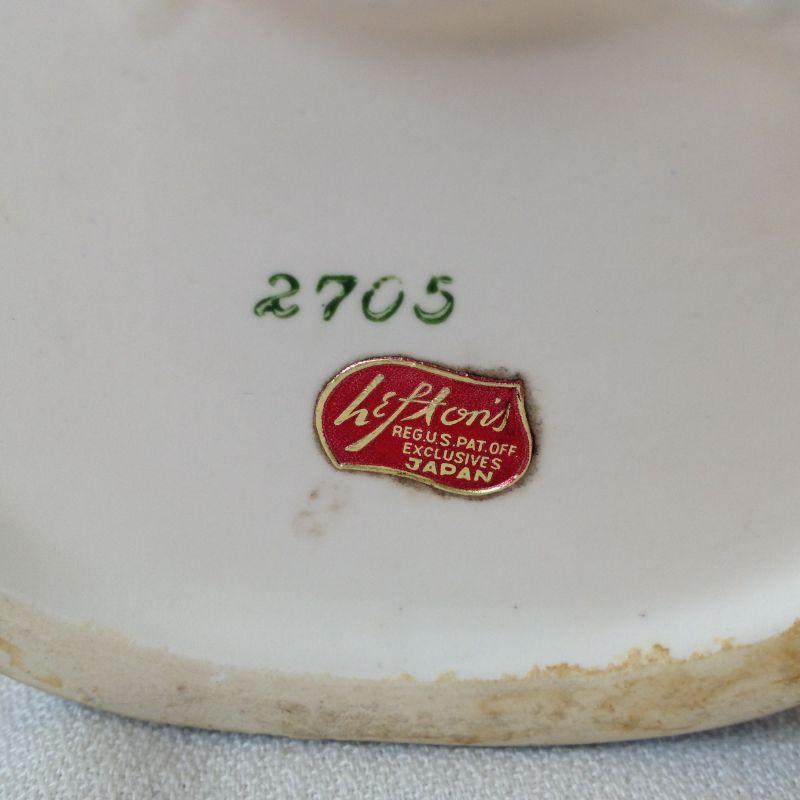 2705
Lefton's
REG.U.S.PAT.OFF
EXCLUSIVES
JAPAN